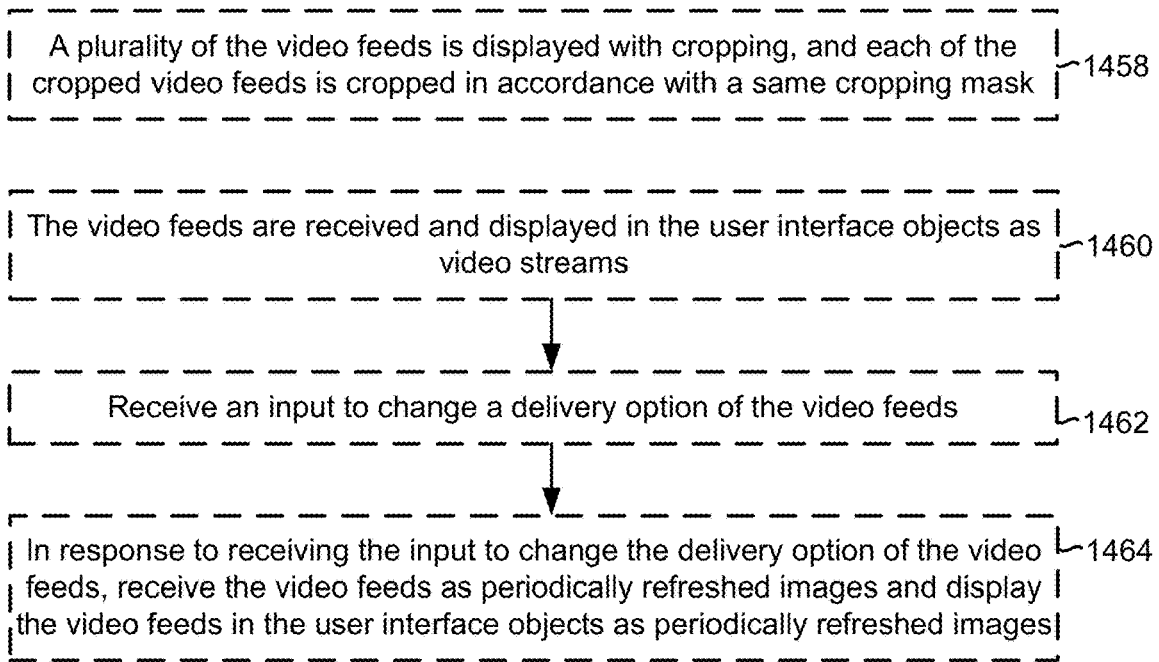 A plurality of the video feeds is displayed with cropping, and each of the
cropped video feeds is cropped in accordance with a same cropping mask
1458
The video feeds are received and displayed in the user interface objects as
video streams
1460
Receive an input to change a delivery option of the video feeds
1462
In response to receiving the input to change the delivery option of the video
feeds, receive the video feeds as periodically refreshed images and display
the video feeds in the user interface objects as periodically refreshed images
1464